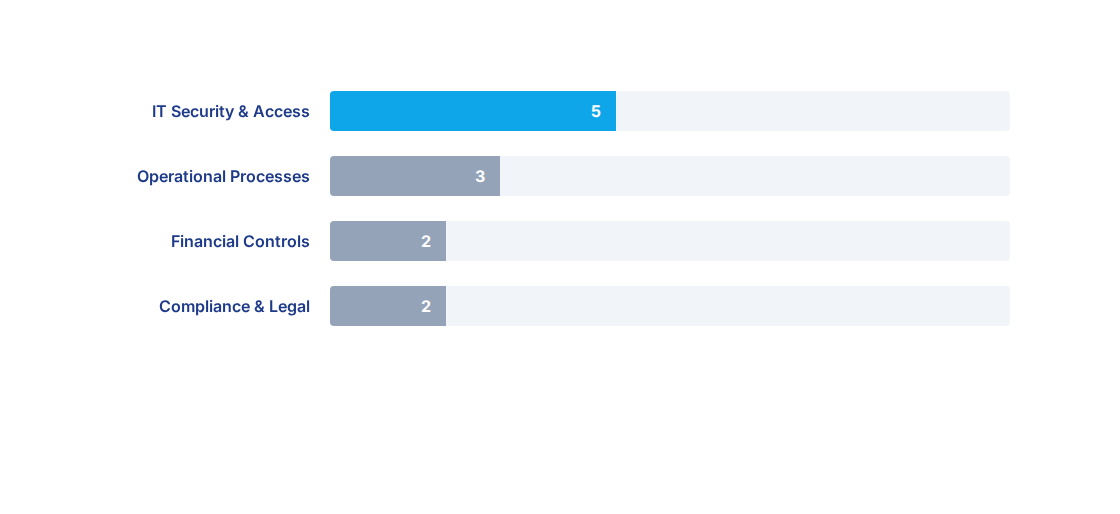 IT Security & Access 5
Operational Processes 3
Financial Controls 2
Compliance & Legal 2